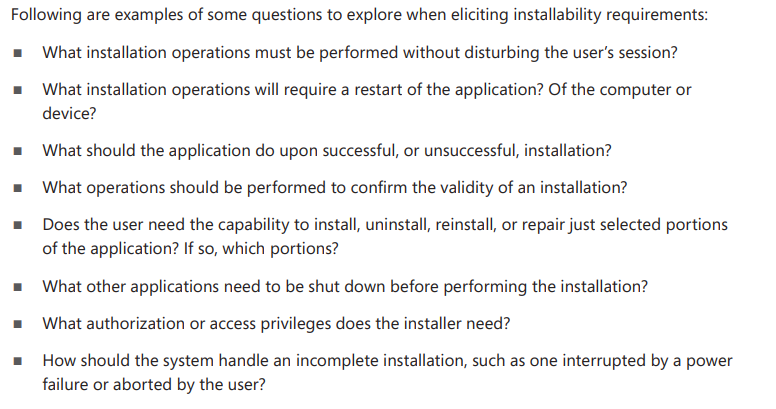 Following are examples of some questions to explore when eliciting installability requirements:
■ What installation operations must be performed without disturbing the user’s session?
■ What installation operations will require a restart of the application? Of the computer or
device?
■ What should the application do upon successful, or unsuccessful, installation?
■ What operations should be performed to confirm the validity of an installation?
■ Does the user need the capability to install, uninstall, reinstall, or repair just selected portions
of the application? If so, which portions?
■ What other applications need to be shut down before performing the installation?
■ What authorization or access privileges does the installer need?
■ How should the system handle an incomplete installation, such as one interrupted by a power
failure or aborted by the user?